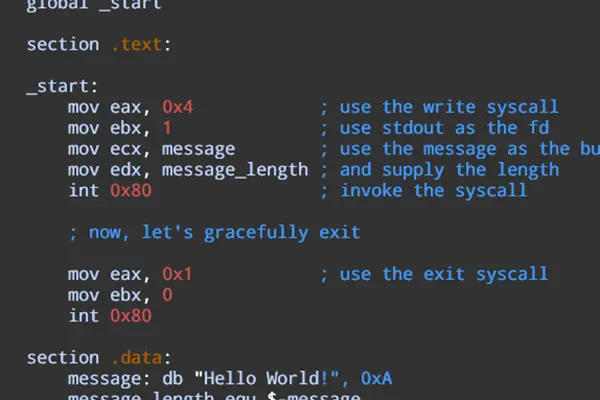 global _start
section .text:
_start:
mov eax, 0x4 ; use the write syscall
mov ebx, 1 ; use stdout as the fd
mov ecx, message ; use the message as the bu
mov edx, message_length ; and supply the length
int 0x80 ; invoke the syscall
; now, let's gracefully exit
mov eax, 0x1 ; use the exit syscall
mov ebx, 0
int 0x80
section .data:
message: db "Hello World!", 0xA
message_length equ $-message